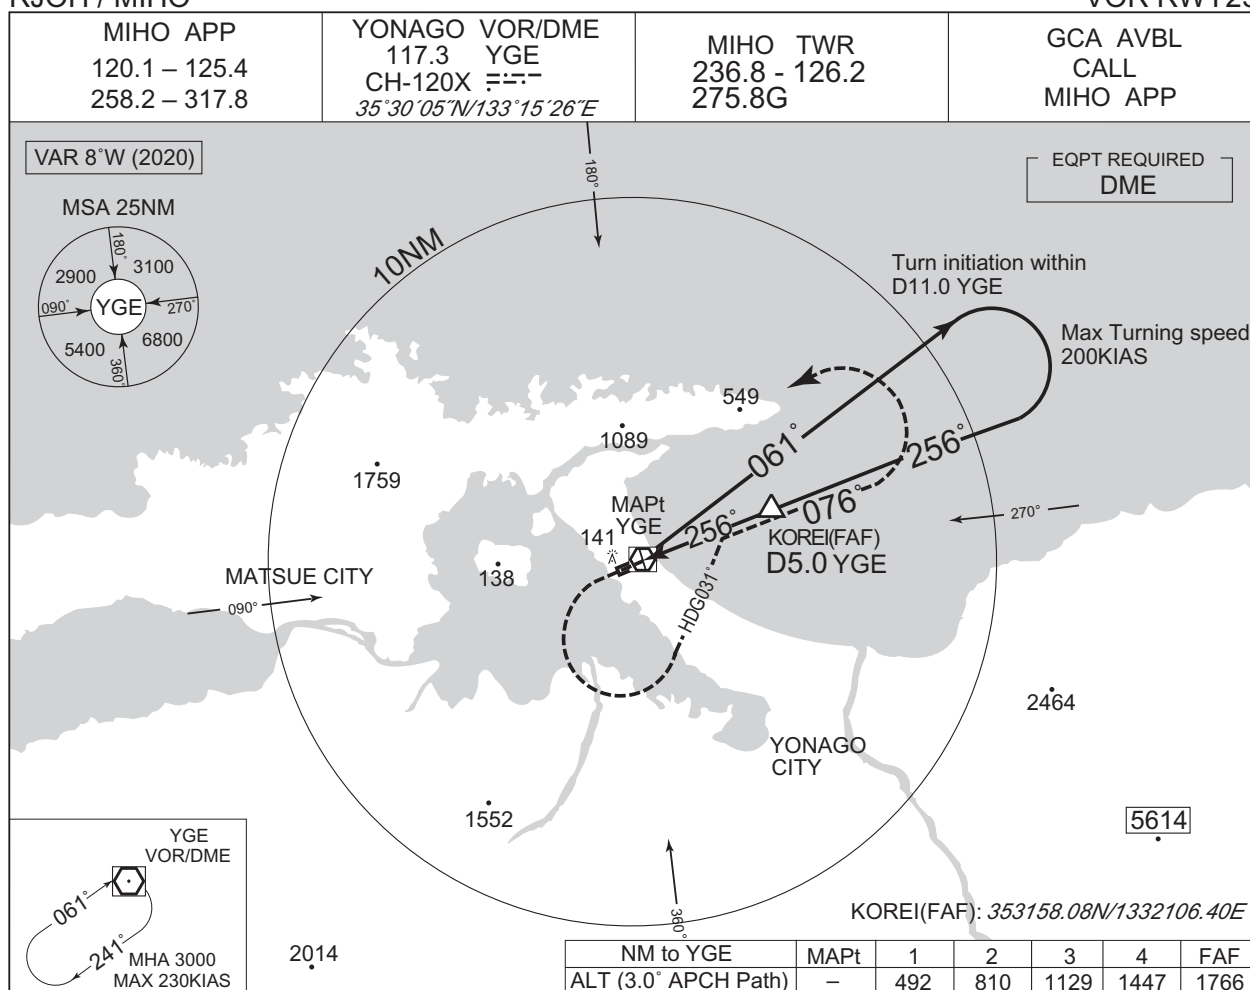 MIHO APP
120.1 – 125.4
258.2 – 317.8
YONAGO VOR/DME
117.3 YGE
CH-120X
35°30´05˝N/133°15´26˝E
MIHO TWR
236.8 - 126.2
275.8G
GCA AVBL
CALL
MIHO APP
VAR 8°W (2020)
EQPT REQUIRED
DME
MSA 25NM
180°
2900
3100
090°
YGE
270°
5400
6800
360°
180°
10NM
Turn initiation within
D11.0 YGE
Max Turning speed
200KIAS
549
1089
061°
256°
1759
MAPt
YGE
256°
076°
270°
141
KOREI(FAF)
D5.0 YGE
138
MATSUE CITY
090°
HDG031°
2464
YONAGO
CITY
1552
5614
YGE
VOR/DME
061°
241°
MHA 3000
MAX 230KIAS
360°
2014
KOREI(FAF): 353158.08N/1332106.40E
NM to YGE MAPt 1 2 3 4 FAF
ALT (3.0° APCH Path) – 492 810 1129 1447 1766